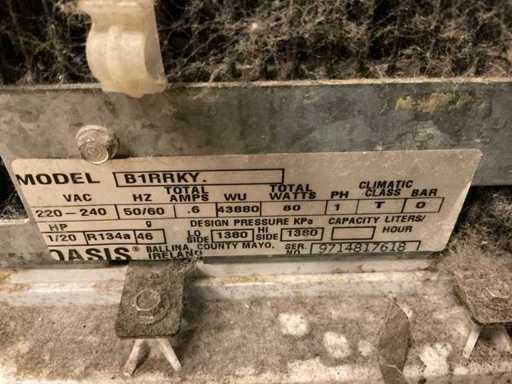 MODEL B1RRKY.
VAC HZ TOTAL AMPS WU TOTAL WATTS PH CLIMATIC CLASS BAR
220-240 50/60 .6 43880 80 1 T 0
HP g DESIGN PRESSURE KPa CAPACITY LITERS/
1/20 R134a 46 LO SIDE 1380 HI SIDE 1380 HOUR
OASIS® BALLINA, COUNTY MAYO. IRELAND SER. NO 9714817618